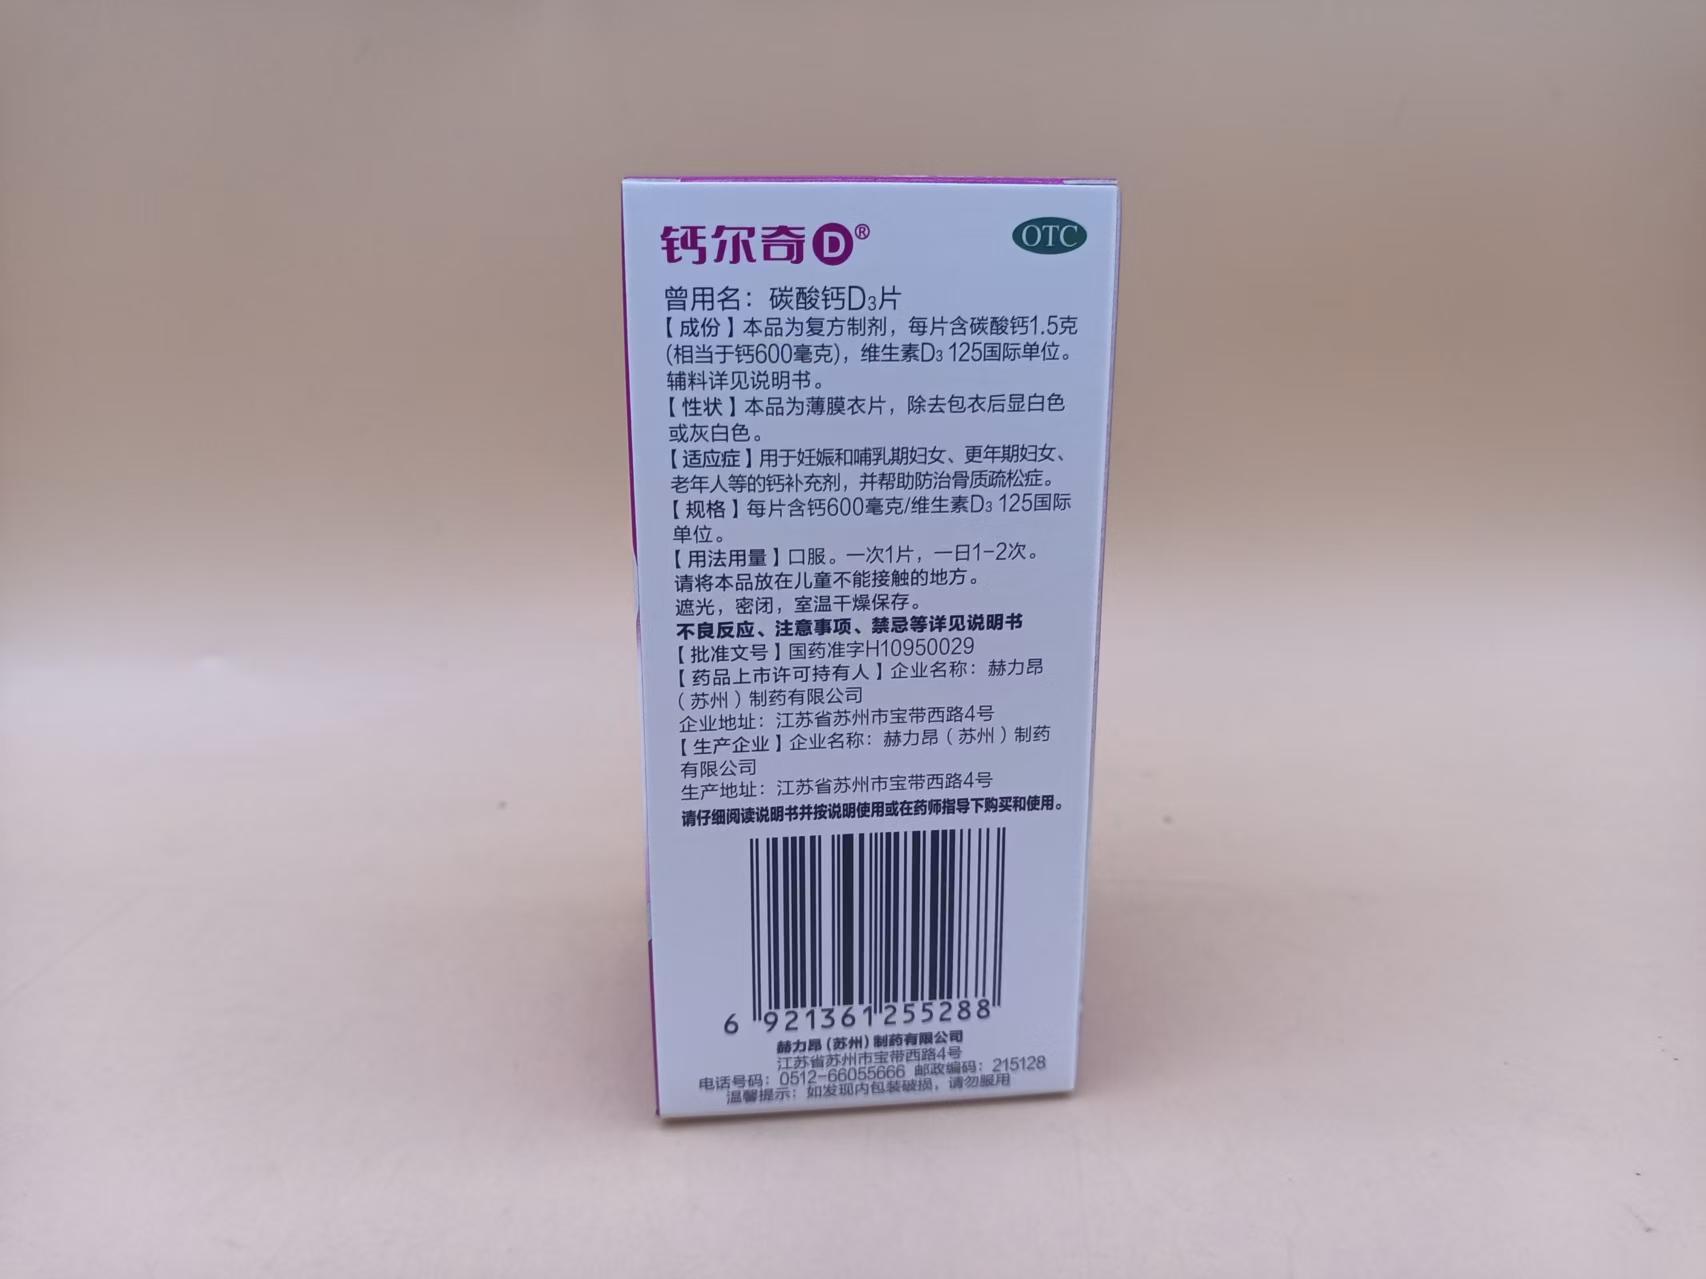 钙尔奇D®
OTC
曾用名：碳酸钙D₃片
【成份】本品为复方制剂，每片含碳酸钙1.5克
(相当于钙600毫克)，维生素D₃ 125国际单位。
辅料详见说明书。
【性状】本品为薄膜衣片，除去包衣后显白色
或灰白色。
【适应症】用于妊娠和哺乳期妇女、更年期妇女、
老年人等的钙补充剂，并帮助防治骨质疏松症。
【规格】每片含钙600毫克/维生素D₃ 125国际
单位。
【用法用量】口服。一次1片，一日1-2次。
请将本品放在儿童不能接触的地方。
遮光，密闭，室温干燥保存。
不良反应、注意事项、禁忌等详见说明书
【批准文号】国药准字H10950029
【药品上市许可持有人】企业名称：赫力昂
（苏州）制药有限公司
企业地址：江苏省苏州市宝带西路4号
【生产企业】企业名称：赫力昂（苏州）制药
有限公司
生产地址：江苏省苏州市宝带西路4号
请仔细阅读说明书并按说明使用或在药师指导下购买和使用。
6 921361 255288
赫力昂(苏州)制药有限公司
江苏省苏州市宝带西路4号
电话号码：0512-66055666 邮政编码：215128
温馨提示：如发现内包装破损，请勿服用